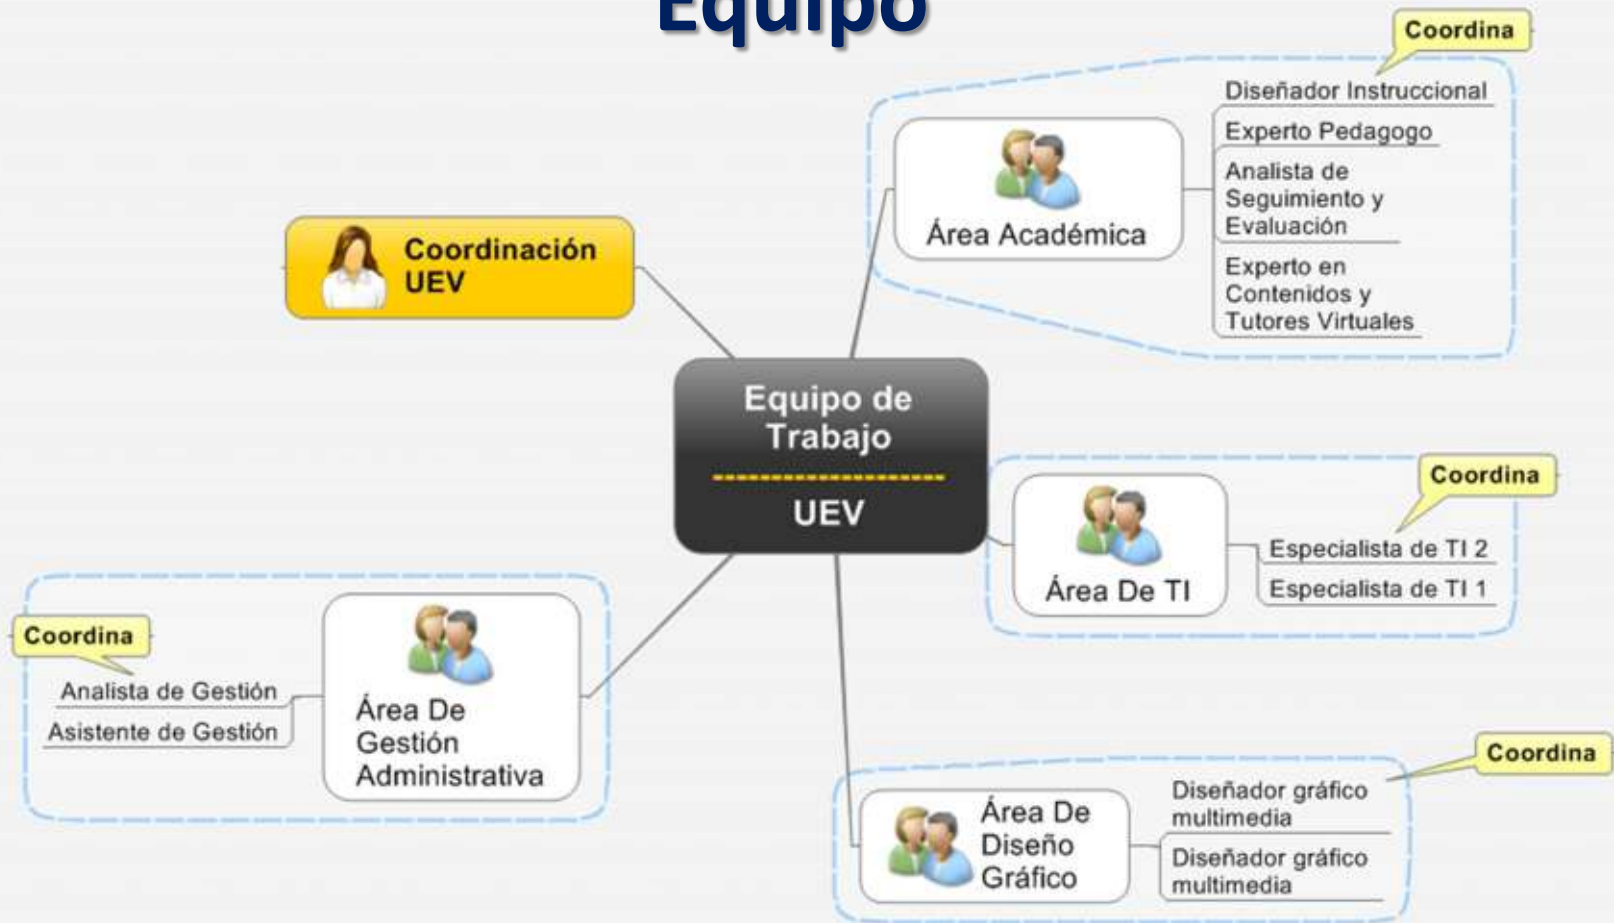 Equipo
Coordina
Diseñador Instruccional
Experto Pedagogo
Analista de
Seguimiento y
Evaluación
Experto en
Contenidos y
Tutores Virtuales
Área Académica
Coordinación
UEV
Equipo de
Trabajo
UEV
Coordina
Especialista de TI 2
Especialista de TI 1
Área De TI
Coordina
Analista de Gestión
Asistente de Gestión
Área De
Gestión
Administrativa
Coordina
Diseñador gráfico
multimedia
Diseñador gráfico
multimedia
Área De
Diseño
Gráfico